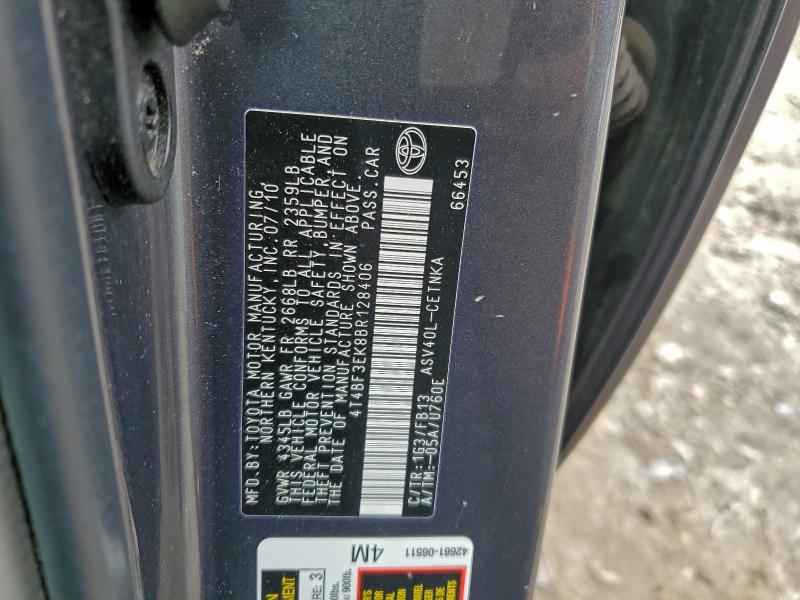 MFD.BY:TOYOTA MOTOR MANUFACTURING,
NORTHERN KENTUCKY, INC. 07/10
GVWR 4345LB GAWR FR 2668LB RR 2359LB
THIS VEHICLE CONFORMS TO ALL APPLICABLE
FEDERAL MOTOR VEHICLE SAFETY, BUMPER,AND
THEFT PREVENTION STANDARDS IN EFFECT ON
THE DATE OF MANUFACTURE SHOWN ABOVE.
4T4BF3EK8BR128406 PASS.CAR
C/TR:1G3/FB13 ASV40L-CETNKA
A/TM:-05A/U760E 66453
42661-06511
4M